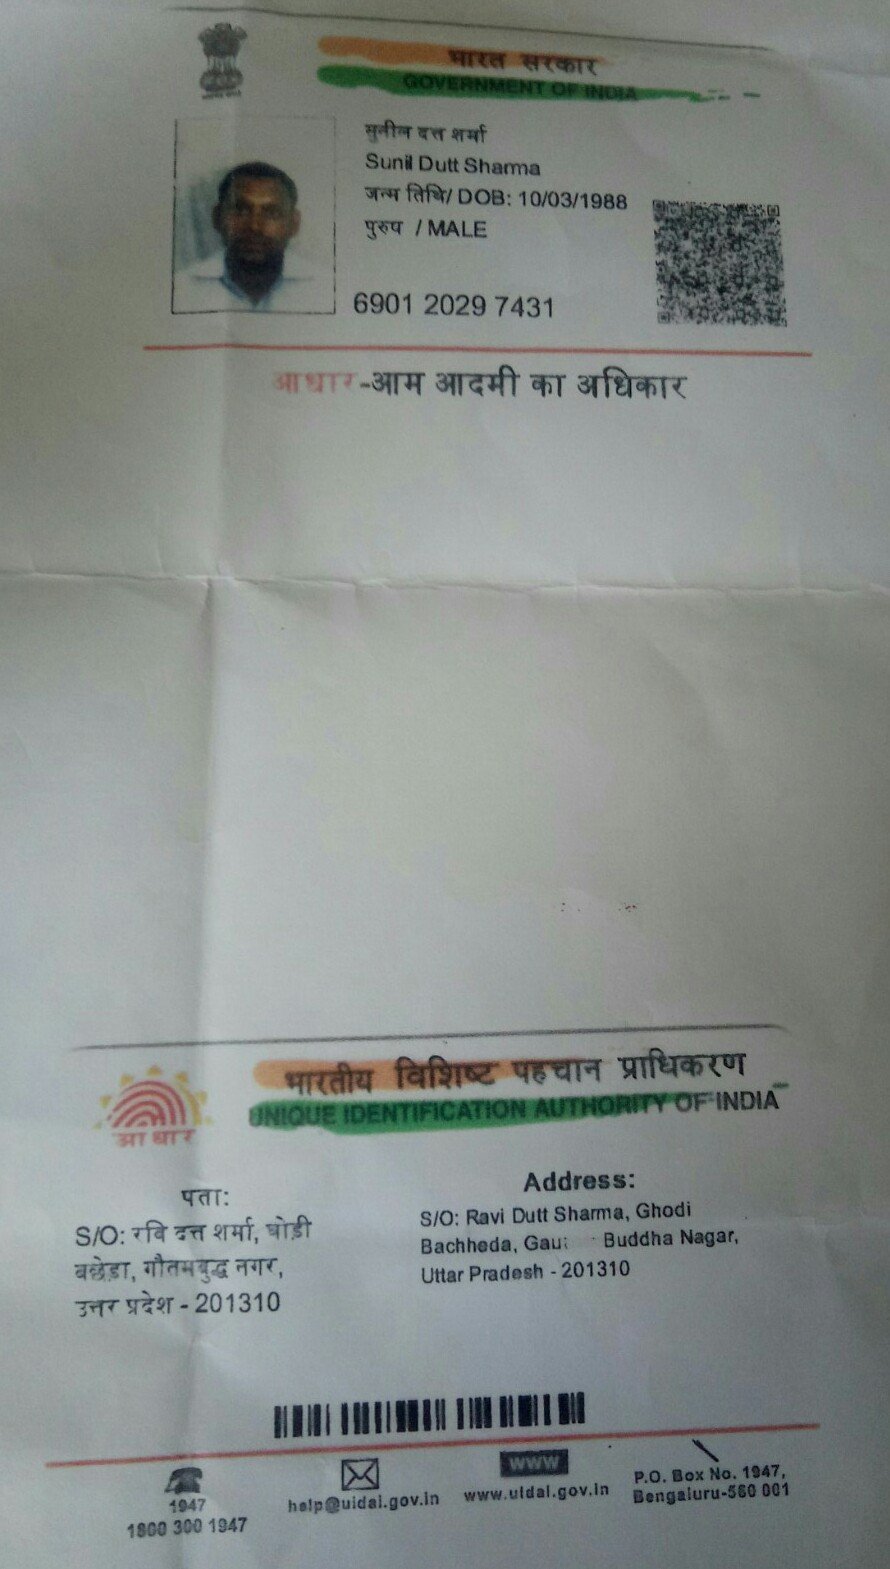 भारत सरकार
GOVERNMENT OF INDIA
सुनील दत्त शर्मा
Sunil Dutt Sharma
जन्म तिथि/ DOB: 10/03/1988
पुरुष / MALE
6901 2029 7431
आधार-आम आदमी का अधिकार
भारतीय विशिष्ट पहचान प्राधिकरण
UNIQUE IDENTIFICATION AUTHORITY OF INDIA
आधार
पता:
S/O: रवि दत्त शर्मा, घोड़ी
बछेड़ा, गौतमबुद्ध नगर,
उत्तर प्रदेश - 201310
Address:
S/O: Ravi Dutt Sharma, Ghodi
Bachheda, Buddha Nagar,
Uttar Pradesh - 201310
1947
1800 300 1947
help@uidai.gov.in
www
www.uidai.gov.in
P.O. Box No. 1947,
Bengaluru-560 001